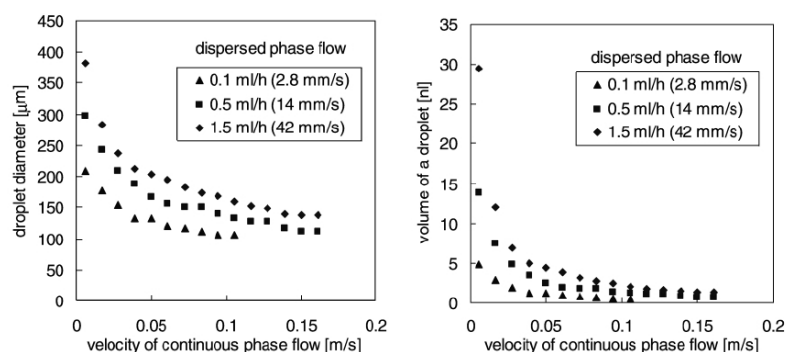 450
400
350
300
250
200
150
100
50
0
droplet diameter [μm]
dispersed phase flow
0.1 ml/h (2.8 mm/s)
0.5 ml/h (14 mm/s)
1.5 ml/h (42 mm/s)
0 0.05 0.1 0.15 0.2
velocity of continuous phase flow [m/s]
35
30
25
20
15
10
5
0
volume of a droplet [nl]
dispersed phase flow
0.1 ml/h (2.8 mm/s)
0.5 ml/h (14 mm/s)
1.5 ml/h (42 mm/s)
0 0.05 0.1 0.15 0.2
velocity of continuous phase flow [m/s]